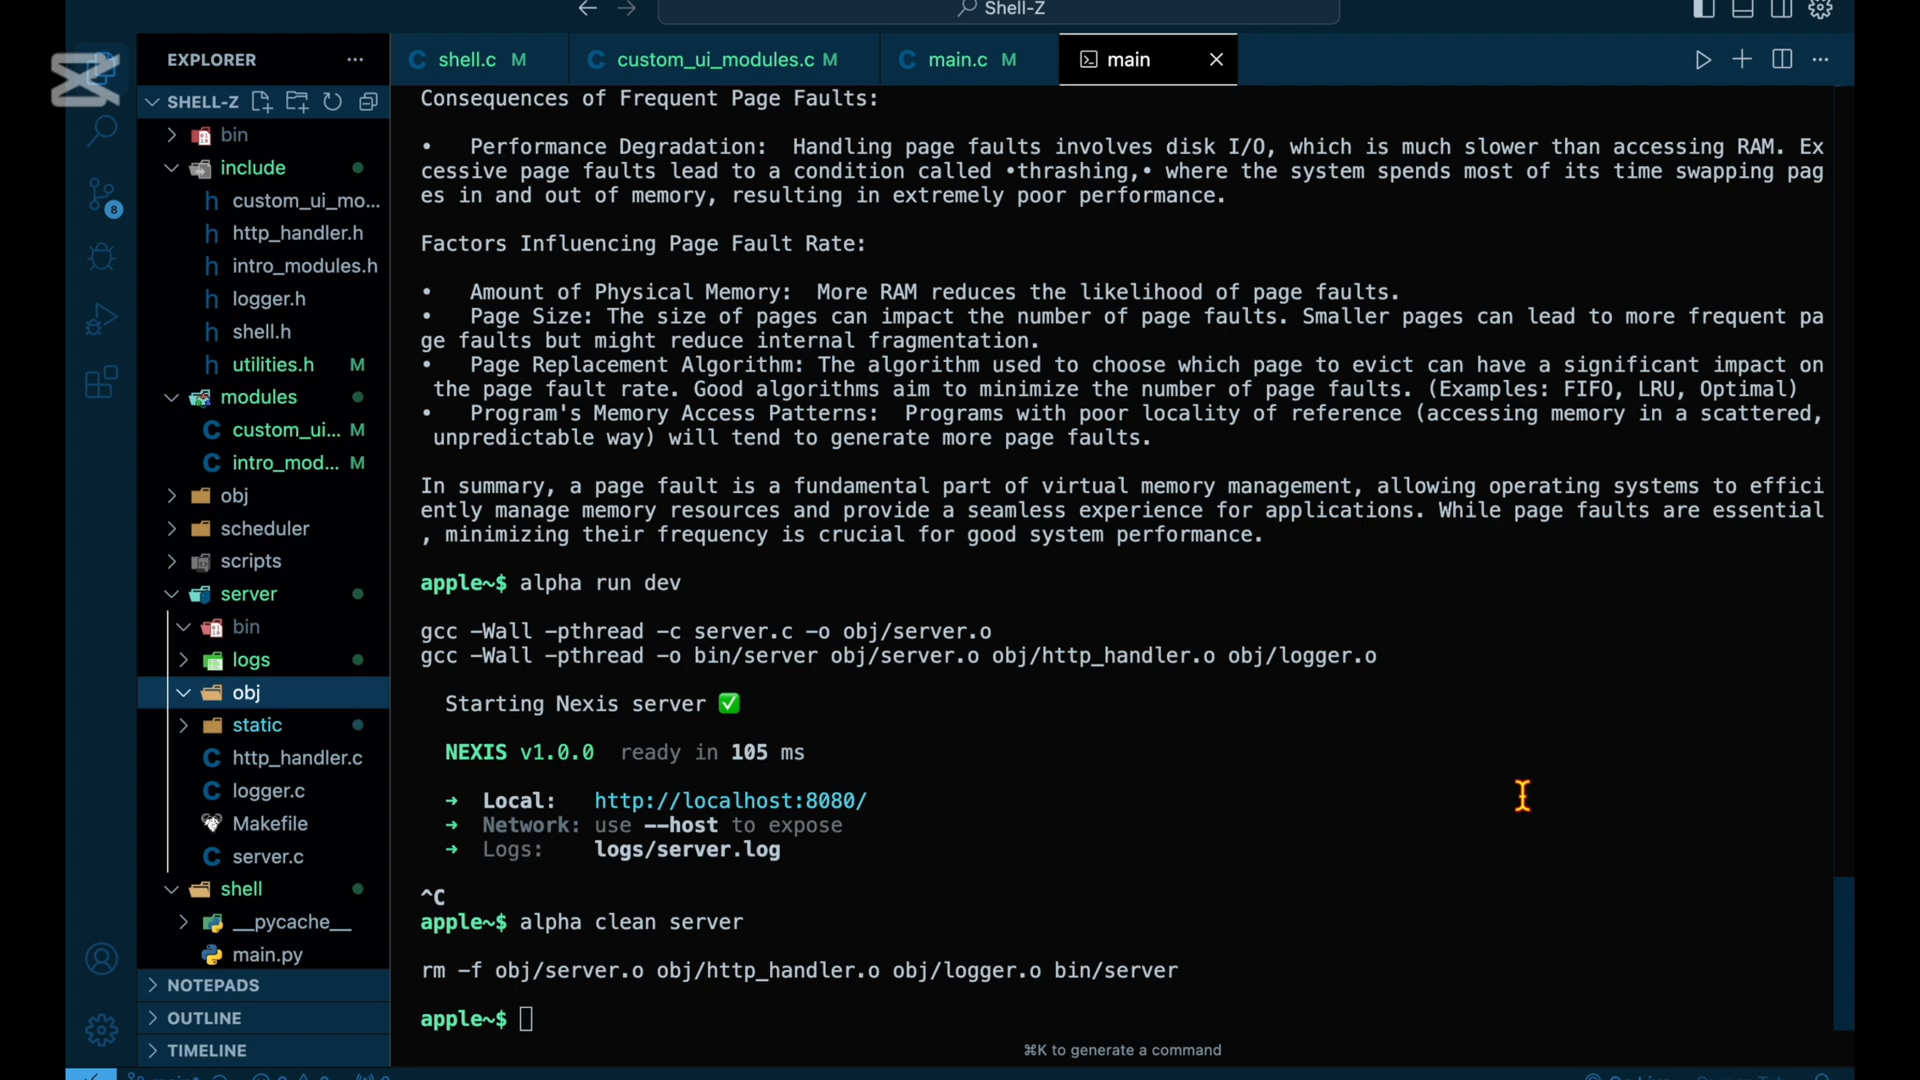 Shell-Z
EXPLORER
shell.c M
custom_ui_modules.c M
main.c M
main
SHELL-Z
bin
include
custom_ui_mo...
http_handler.h
intro_modules.h
logger.h
shell.h
utilities.h M
modules
custom_ui... M
intro_mod... M
obj
scheduler
scripts
server
bin
logs
obj
static
http_handler.c
logger.c
Makefile
server.c
shell
__pycache__
main.py
NOTEPADS
OUTLINE
TIMELINE
8
Consequences of Frequent Page Faults:
•   Performance Degradation:  Handling page faults involves disk I/O, which is much slower than accessing RAM. Ex
cessive page faults lead to a condition called •thrashing,• where the system spends most of its time swapping pag
es in and out of memory, resulting in extremely poor performance.
Factors Influencing Page Fault Rate:
•   Amount of Physical Memory:  More RAM reduces the likelihood of page faults.
•   Page Size: The size of pages can impact the number of page faults. Smaller pages can lead to more frequent pa
ge faults but might reduce internal fragmentation.
•   Page Replacement Algorithm: The algorithm used to choose which page to evict can have a significant impact on
the page fault rate. Good algorithms aim to minimize the number of page faults. (Examples: FIFO, LRU, Optimal)
•   Program's Memory Access Patterns:  Programs with poor locality of reference (accessing memory in a scattered,
unpredictable way) will tend to generate more page faults.
In summary, a page fault is a fundamental part of virtual memory management, allowing operating systems to effici
ently manage memory resources and provide a seamless experience for applications. While page faults are essential
, minimizing their frequency is crucial for good system performance.
apple~$ alpha run dev
gcc -Wall -pthread -c server.c -o obj/server.o
gcc -Wall -pthread -o bin/server obj/server.o obj/http_handler.o obj/logger.o
Starting Nexis server ✅
NEXIS v1.0.0  ready in 105 ms
➜  Local:   http://localhost:8080/
➜  Network: use --host to expose
➜  Logs:    logs/server.log
^C
apple~$ alpha clean server
rm -f obj/server.o obj/http_handler.o obj/logger.o bin/server
apple~$
⌘K to generate a command